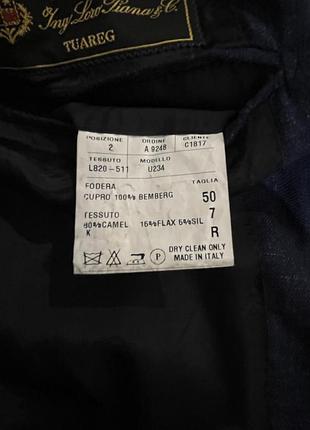 Ing. Loro Piana & C.
TUAREG
POSIZIONE ORDINE CLIENTE
2 A 9248 C1817
TESSUTO MODELLO
L820-511 U234
FODERA TAGLIA
CUPRO 100% BEMBERG 50
TESSUTO 7
80%CAMEL 15%FLAX 5%SIL
K R
DRY CLEAN ONLY
P MADE IN ITALY